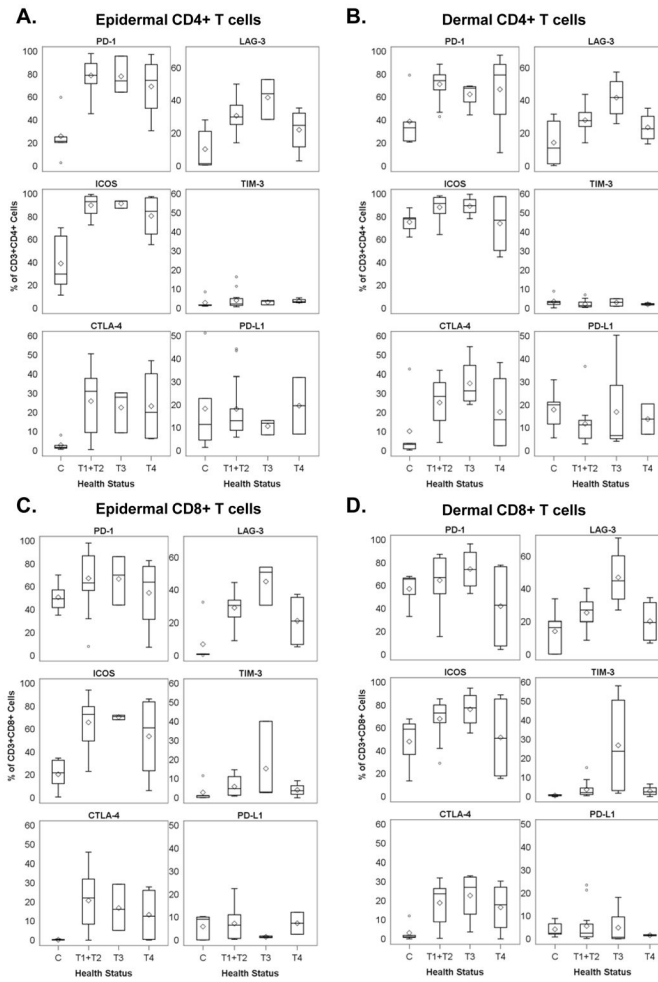 A. Epidermal CD4+ T cells
PD-1 LAG-3
100 80 60 40 20 0
60 40 20 0
ICOS TIM-3
100 80 60 40 20 0
60 50 40 30 20 10 0
% of CD3+CD4+ Cells
CTLA-4 PD-L1
60 50 40 30 20 10 0
50 40 30 20 10 0
C T1+T2 T3 T4 C T1+T2 T3 T4
Health Status Health Status
B. Dermal CD4+ T cells
PD-1 LAG-3
100 80 60 40 20 0
60 40 20 0
ICOS TIM-3
100 80 60 40 20 0
60 50 40 30 20 10 0
% of CD3+CD4+ Cells
CTLA-4 PD-L1
60 50 40 30 20 10 0
50 40 30 20 10 0
C T1+T2 T3 T4 C T1+T2 T3 T4
Health Status Health Status
C. Epidermal CD8+ T cells
PD-1 LAG-3
100 80 60 40 20 0
60 40 20 0
ICOS TIM-3
100 80 60 40 20 0
60 50 40 30 20 10 0
% of CD3+CD8+ Cells
CTLA-4 PD-L1
60 50 40 30 20 10 0
50 40 30 20 10 0
C T1+T2 T3 T4 C T1+T2 T3 T4
Health Status Health Status
D. Dermal CD8+ T cells
PD-1 LAG-3
100 80 60 40 20 0
60 40 20 0
ICOS TIM-3
100 80 60 40 20 0
60 50 40 30 20 10 0
% of CD3+CD8+ Cells
CTLA-4 PD-L1
60 50 40 30 20 10 0
50 40 30 20 10 0
C T1+T2 T3 T4 C T1+T2 T3 T4
Health Status Health Status